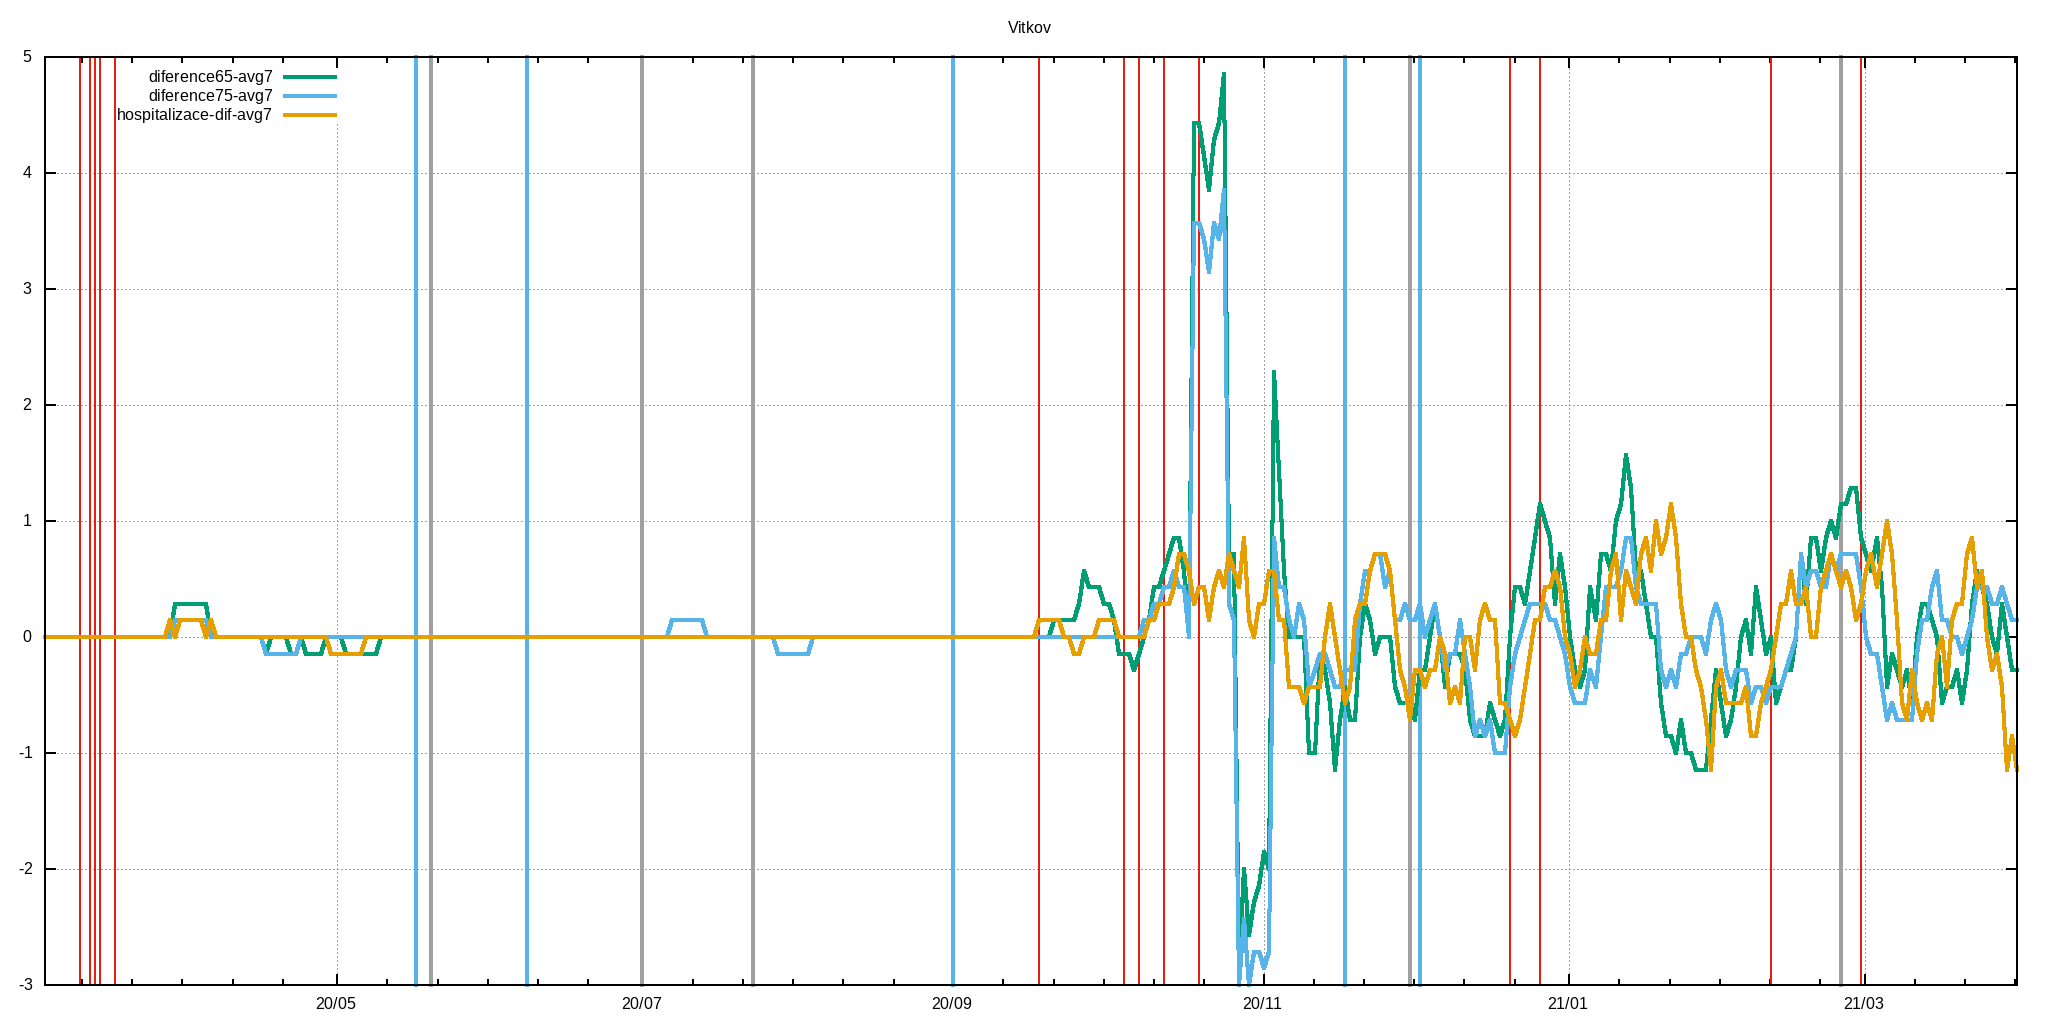 Vitkov
diference65-avg7
diference75-avg7
hospitalizace-dif-avg7
5
4
3
2
1
0
-1
-2
-3
20/05 20/07 20/09 20/11 21/01 21/03